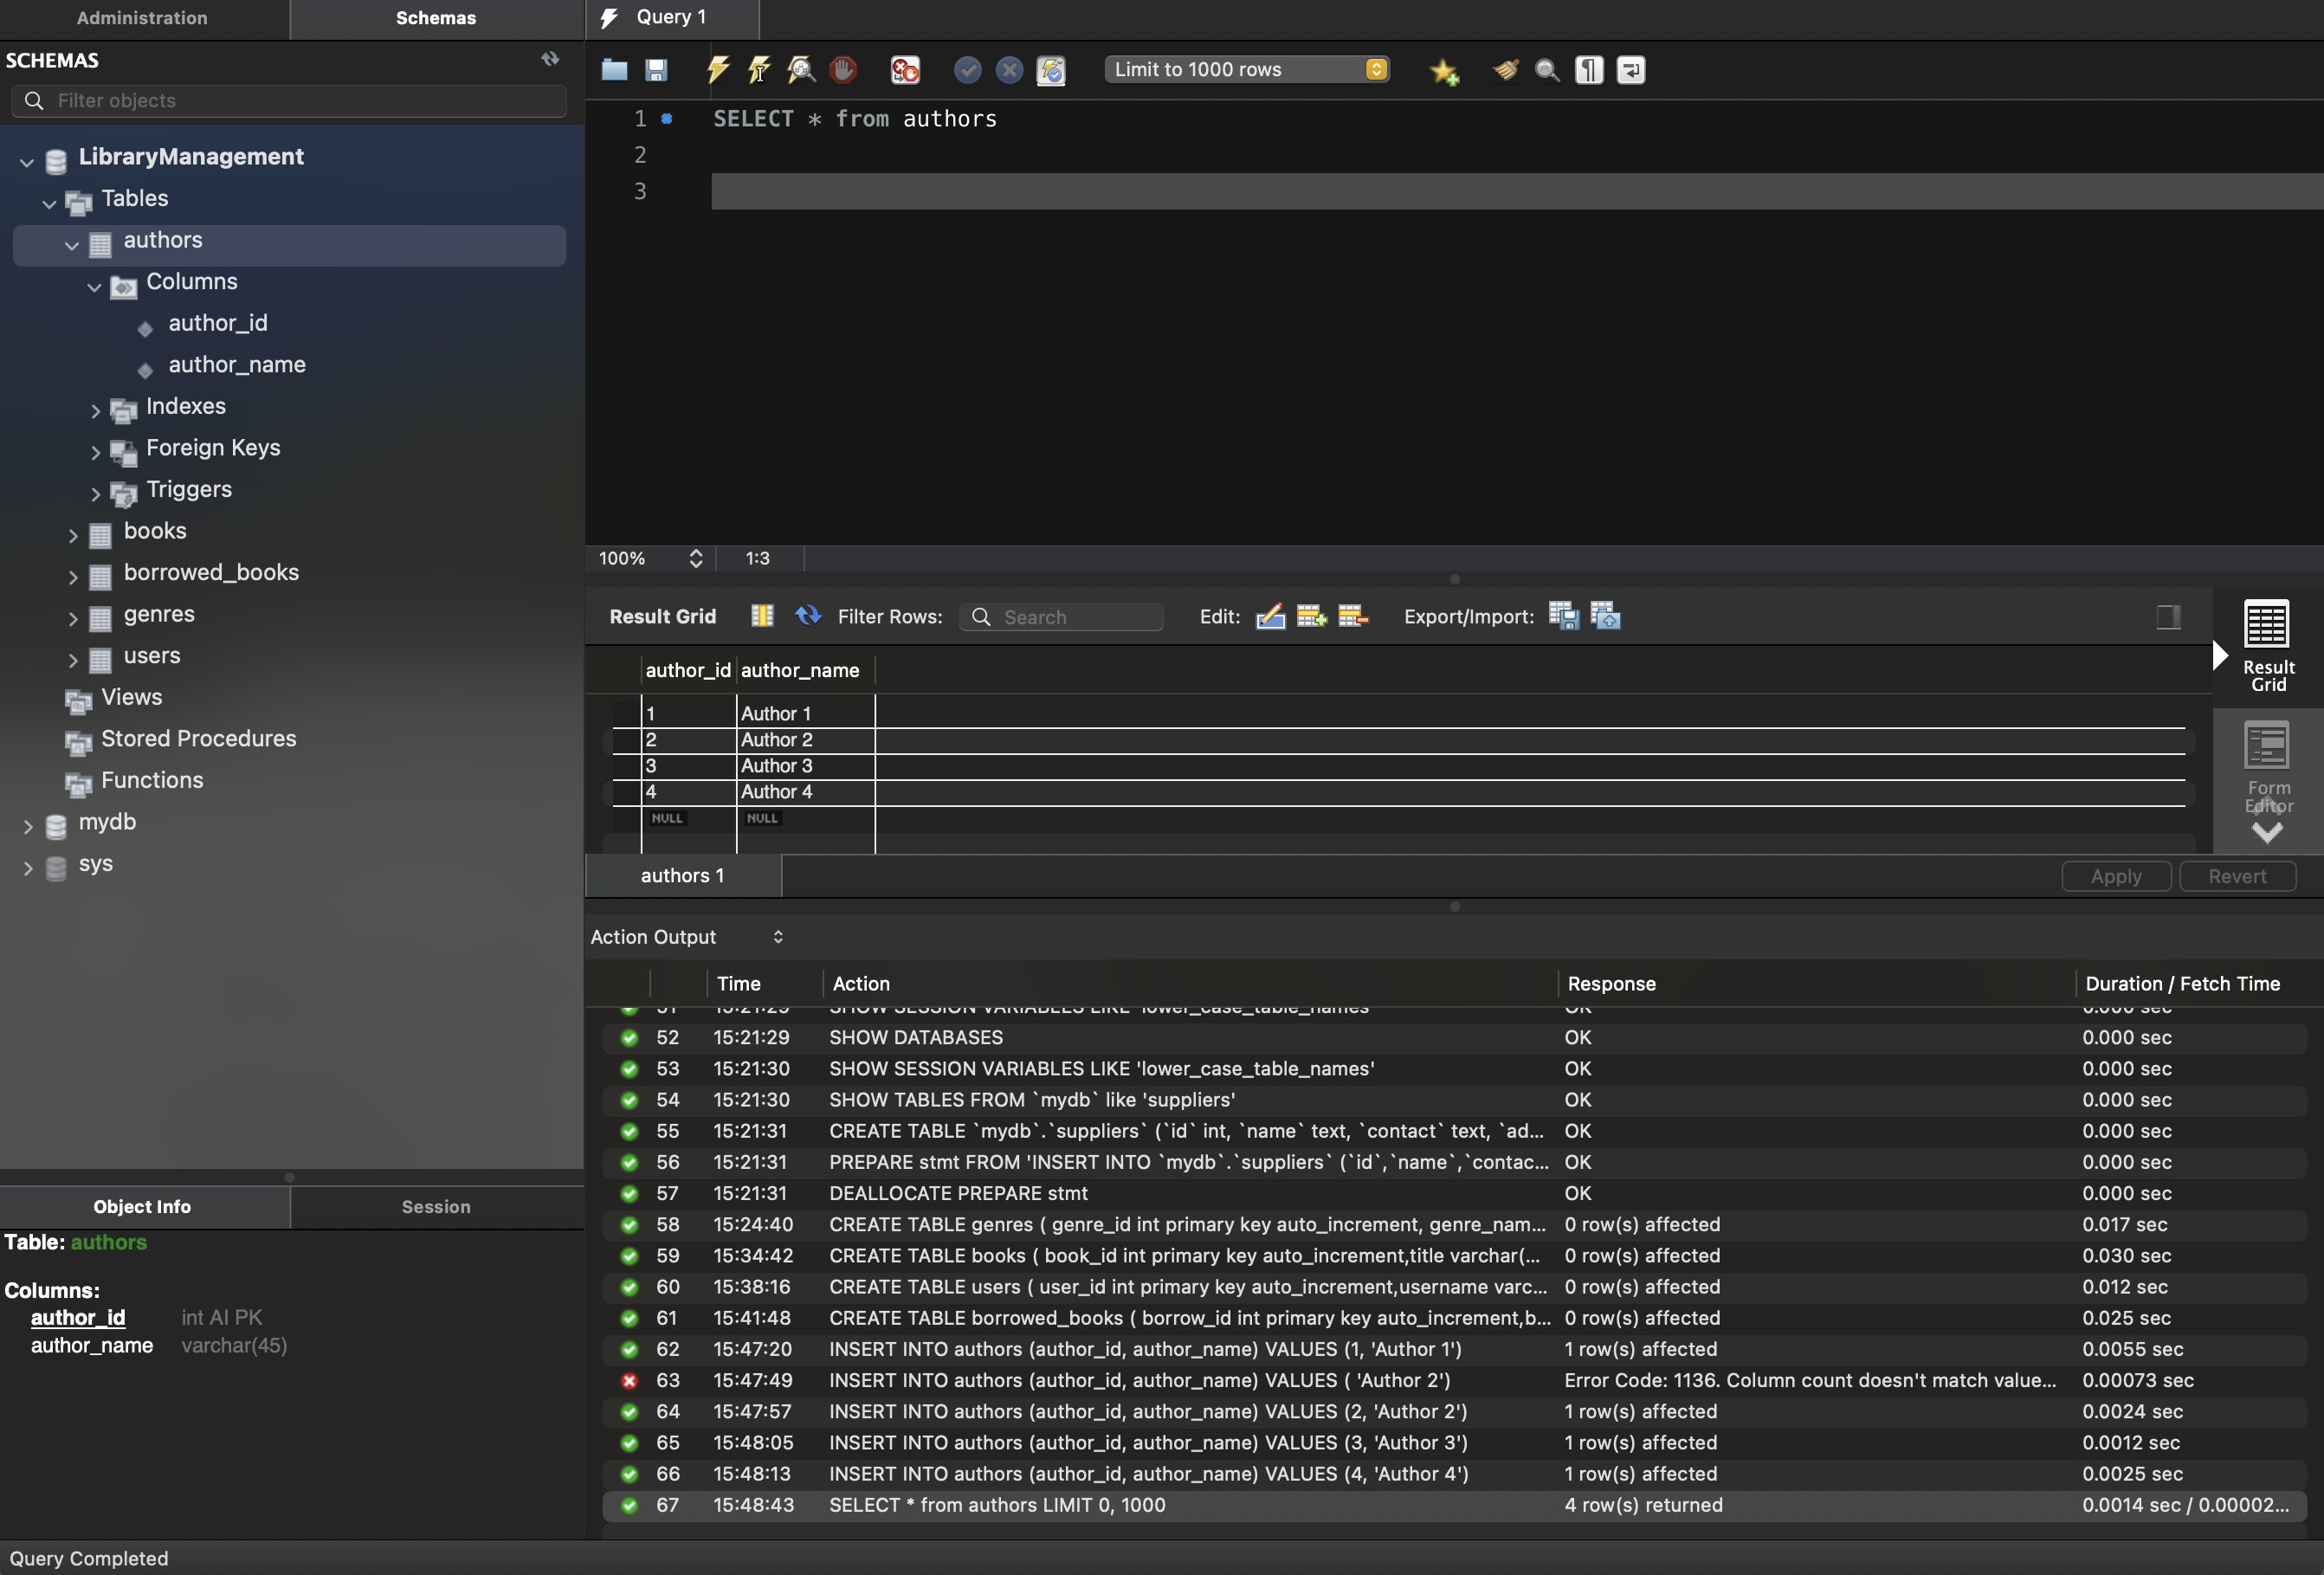 Administration
Schemas
SCHEMAS
Filter objects
LibraryManagement
Tables
authors
Columns
author_id
author_name
Indexes
Foreign Keys
Triggers
books
borrowed_books
genres
users
Views
Stored Procedures
Functions
mydb
sys
Object Info
Session
Table: authors
Columns:
author_id int AI PK
author_name varchar(45)
Query 1
Limit to 1000 rows
1 SELECT * from authors
2
3
100% 1:3
Result Grid Filter Rows: Search Edit: Export/Import:
author_id author_name
1 Author 1
2 Author 2
3 Author 3
4 Author 4
NULL NULL
Result
Grid
Form
Editor
authors 1
Apply Revert
Action Output
Time Action Response Duration / Fetch Time
51 15:21:29 SHOW SESSION VARIABLES LIKE 'lower_case_table_names' OK 0.000 sec
52 15:21:29 SHOW DATABASES OK 0.000 sec
53 15:21:30 SHOW SESSION VARIABLES LIKE 'lower_case_table_names' OK 0.000 sec
54 15:21:30 SHOW TABLES FROM `mydb` like 'suppliers' OK 0.000 sec
55 15:21:31 CREATE TABLE `mydb`.`suppliers` (`id` int, `name` text, `contact` text, `ad... OK 0.000 sec
56 15:21:31 PREPARE stmt FROM 'INSERT INTO `mydb`.`suppliers` (`id`,`name`,`contac... OK 0.000 sec
57 15:21:31 DEALLOCATE PREPARE stmt OK 0.000 sec
58 15:24:40 CREATE TABLE genres ( genre_id int primary key auto_increment, genre_nam... 0 row(s) affected 0.017 sec
59 15:34:42 CREATE TABLE books ( book_id int primary key auto_increment,title varchar(... 0 row(s) affected 0.030 sec
60 15:38:16 CREATE TABLE users ( user_id int primary key auto_increment,username varc... 0 row(s) affected 0.012 sec
61 15:41:48 CREATE TABLE borrowed_books ( borrow_id int primary key auto_increment,b... 0 row(s) affected 0.025 sec
62 15:47:20 INSERT INTO authors (author_id, author_name) VALUES (1, 'Author 1') 1 row(s) affected 0.0055 sec
63 15:47:49 INSERT INTO authors (author_id, author_name) VALUES ( 'Author 2') Error Code: 1136. Column count doesn't match value... 0.00073 sec
64 15:47:57 INSERT INTO authors (author_id, author_name) VALUES (2, 'Author 2') 1 row(s) affected 0.0024 sec
65 15:48:05 INSERT INTO authors (author_id, author_name) VALUES (3, 'Author 3') 1 row(s) affected 0.0012 sec
66 15:48:13 INSERT INTO authors (author_id, author_name) VALUES (4, 'Author 4') 1 row(s) affected 0.0025 sec
67 15:48:43 SELECT * from authors LIMIT 0, 1000 4 row(s) returned 0.0014 sec / 0.00002...
Query Completed